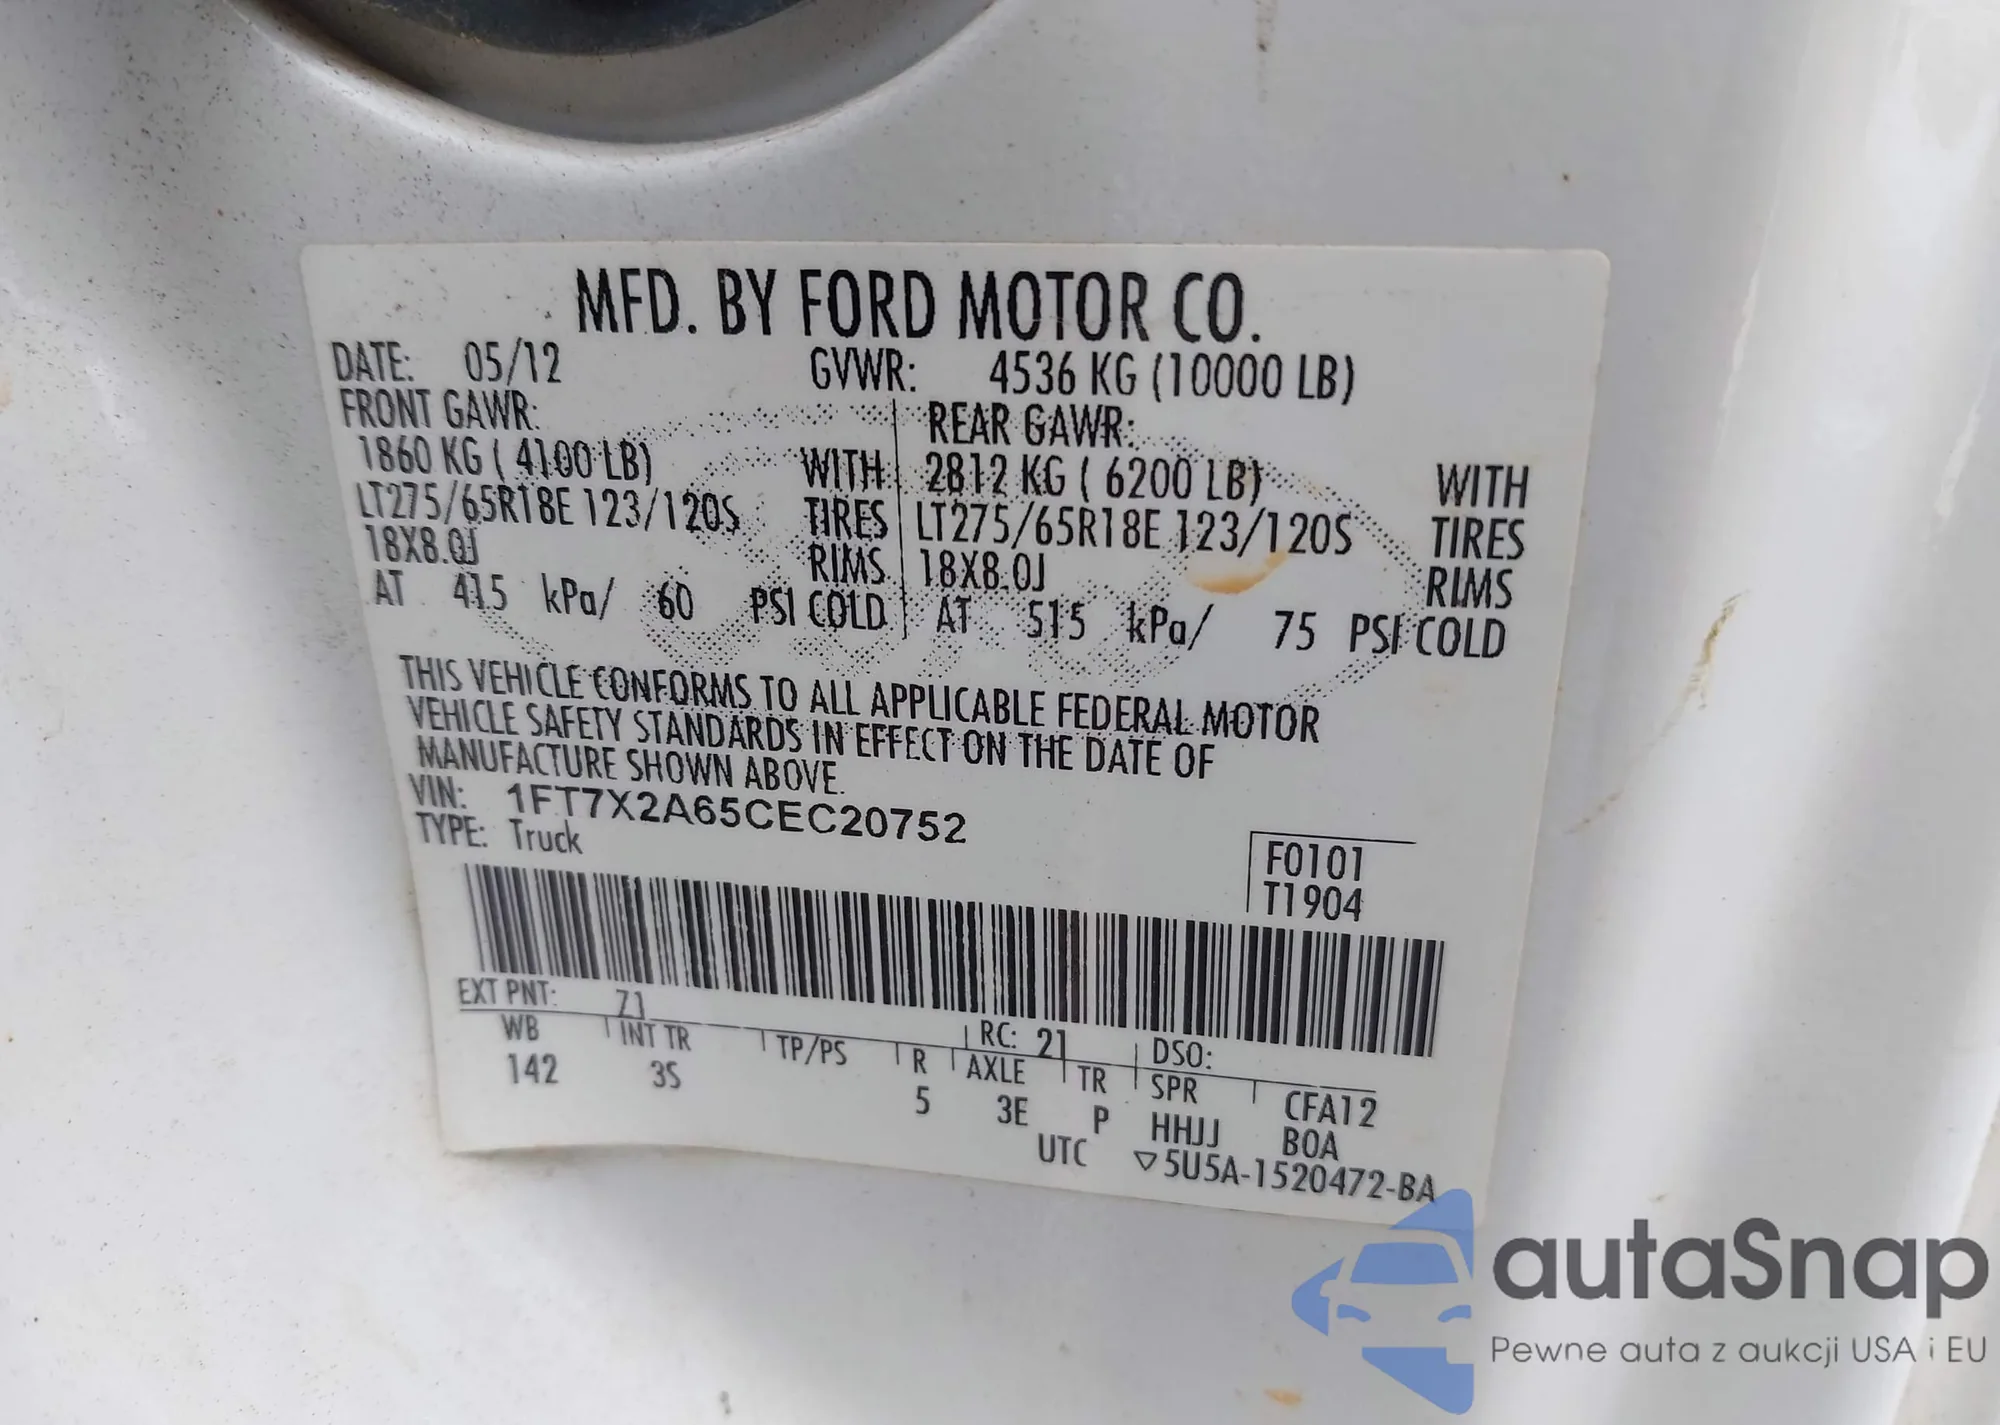 MFD. BY FORD MOTOR CO.
DATE: 05/12 GVWR: 4536 KG (10000 LB)
FRONT GAWR: REAR GAWR:
1860 KG ( 4100 LB) WITH 2812 KG ( 6200 LB) WITH
LT275/65R18E 123/120S TIRES LT275/65R18E 123/120S TIRES
18X8.0J RIMS 18X8.0J RIMS
AT 415 kPa/ 60 PSI COLD AT 515 kPa/ 75 PSI COLD
THIS VEHICLE CONFORMS TO ALL APPLICABLE FEDERAL MOTOR
VEHICLE SAFETY STANDARDS IN EFFECT ON THE DATE OF
MANUFACTURE SHOWN ABOVE.
VIN: 1FT7X2A65CEC20752
TYPE: Truck
F0101
T1904
EXT PNT: Z1 RC: 21 DSO:
WB INT TR TP/PS R AXLE TR SPR CFA12
142 3S 5 3E P HHJJ B0A
UTC ▽5U5A-1520472-BA
autaSnap
Pewne auta z aukcji USA i EU